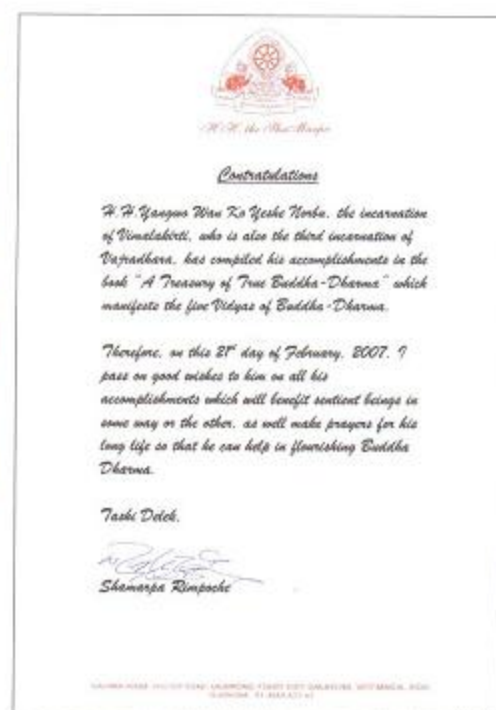 H.H. the Shamarpa
Contratulations
H.H.Yangwo Wan Ko Yeshe Norbu, the incarnation
of Vimalakirti, who is also the third incarnation of
Vajradhara, has compiled his accomplishments in the
book "A Treasury of True Buddha-Dharma" which
manifests the five Vidyas of Buddha-Dharma.
Therefore, on this 21st day of February, 2007, I
pass on good wishes to him on all his
accomplishments which will benefit sentient beings in
some way or the other, as well make prayers for his
long life so that he can help in flourishing Buddha
Dharma.
Tashi Delek,
Shamarpa Rimpoche